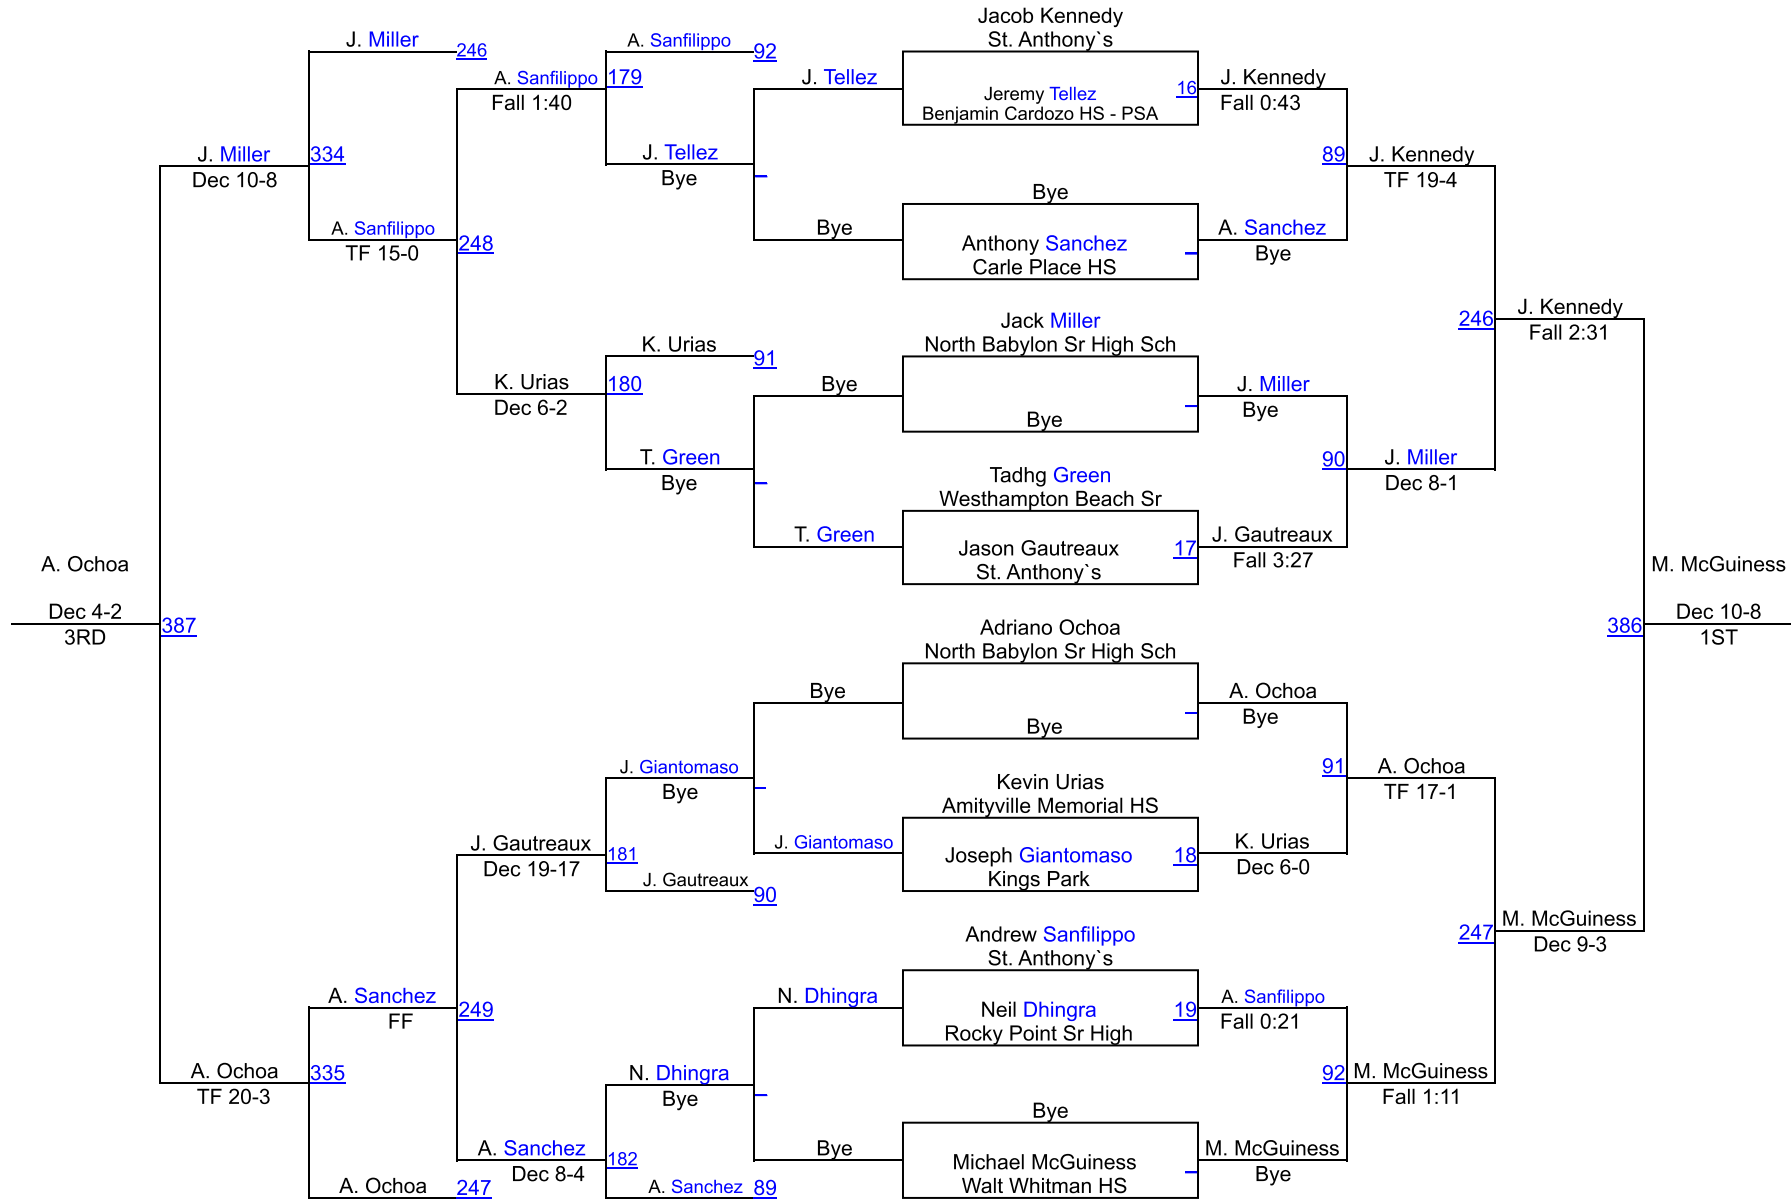 Jacob Kennedy
St. Anthony`s
J. Miller
246
A. Sanfilippo
92
A. Sanfilippo
179
Fall 1:40
J. Tellez
Jeremy Tellez
16
Benjamin Cardozo HS - PSA
J. Kennedy
Fall 0:43
J. Miller
334
Dec 10-8
J. Tellez
Bye
89
J. Kennedy
TF 19-4
Bye
A. Sanfilippo
248
TF 15-0
Bye
Anthony Sanchez
Carle Place HS
A. Sanchez
Bye
Jack Miller
North Babylon Sr High Sch
246
J. Kennedy
Fall 2:31
K. Urias
91
K. Urias
180
Dec 6-2
Bye
Bye
J. Miller
Bye
T. Green
Bye
Tadhg Green
Westhampton Beach Sr
90
J. Miller
Dec 8-1
T. Green
Jason Gautreaux
17
St. Anthony`s
J. Gautreaux
Fall 3:27
A. Ochoa
Dec 4-2
3RD
387
M. McGuiness
386
Dec 10-8
1ST
Adriano Ochoa
North Babylon Sr High Sch
Bye
Bye
A. Ochoa
Bye
J. Giantomaso
Bye
Kevin Urias
Amityville Memorial HS
91
A. Ochoa
TF 17-1
J. Gautreaux
181
Dec 19-17
J. Giantomaso
Joseph Giantomaso
18
Kings Park
K. Urias
Dec 6-0
J. Gautreaux
90
Andrew Sanfilippo
St. Anthony`s
247
M. McGuiness
Dec 9-3
A. Sanchez
249
FF
N. Dhingra
Neil Dhingra
19
Rocky Point Sr High
A. Sanfilippo
Fall 0:21
A. Ochoa
335
TF 20-3
N. Dhingra
Bye
92
M. McGuiness
Fall 1:11
Bye
A. Sanchez
182
Dec 8-4
Bye
Michael McGuiness
Walt Whitman HS
M. McGuiness
Bye
A. Ochoa
247
A. Sanchez
89